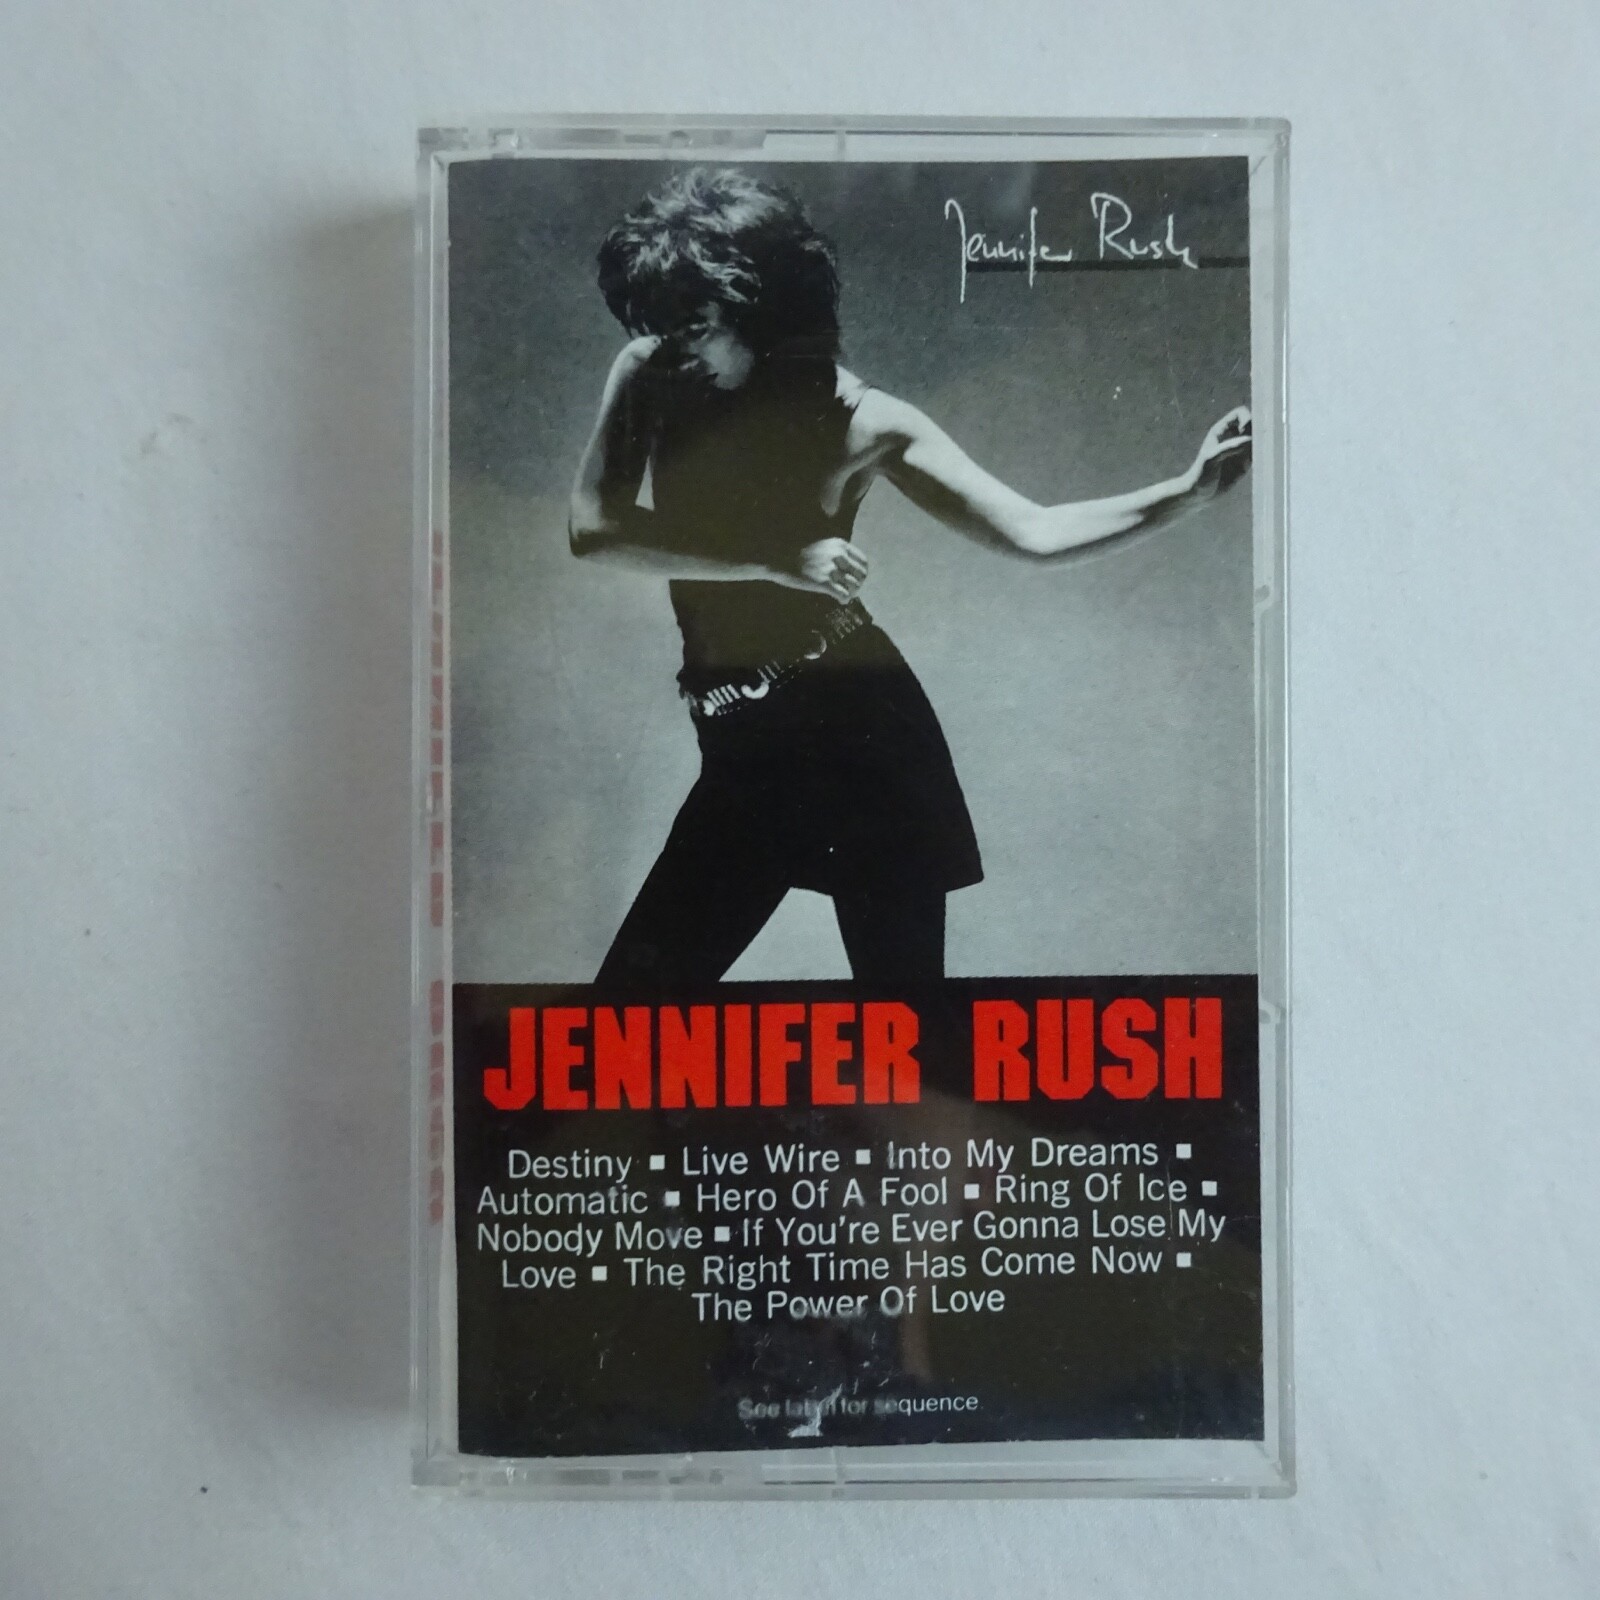 Jennifer Rush
JENNIFER RUSH
Destiny ▪ Live Wire ▪ Into My Dreams ▪
Automatic ▪ Hero Of A Fool ▪ Ring Of Ice ▪
Nobody Move ▪ If You're Ever Gonna Lose My
Love ▪ The Right Time Has Come Now ▪
The Power Of Love
See label for sequence.